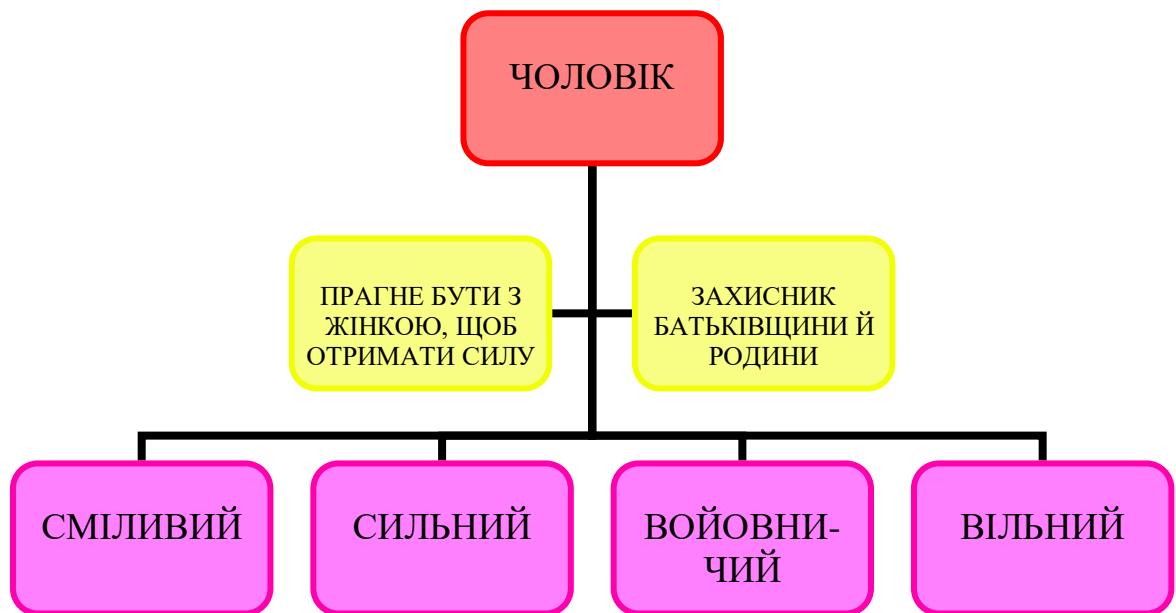 ЧОЛОВІК
ПРАГНЕ БУТИ З
ЖІНКОЮ, ЩОБ
ОТРИМАТИ СИЛУ
ЗАХИСНИК
БАТЬКІВЩИНИ Й
РОДИНИ
СМІЛИВИЙ
СИЛЬНИЙ
ВОЙОВНИ-
ЧИЙ
ВІЛЬНИЙ